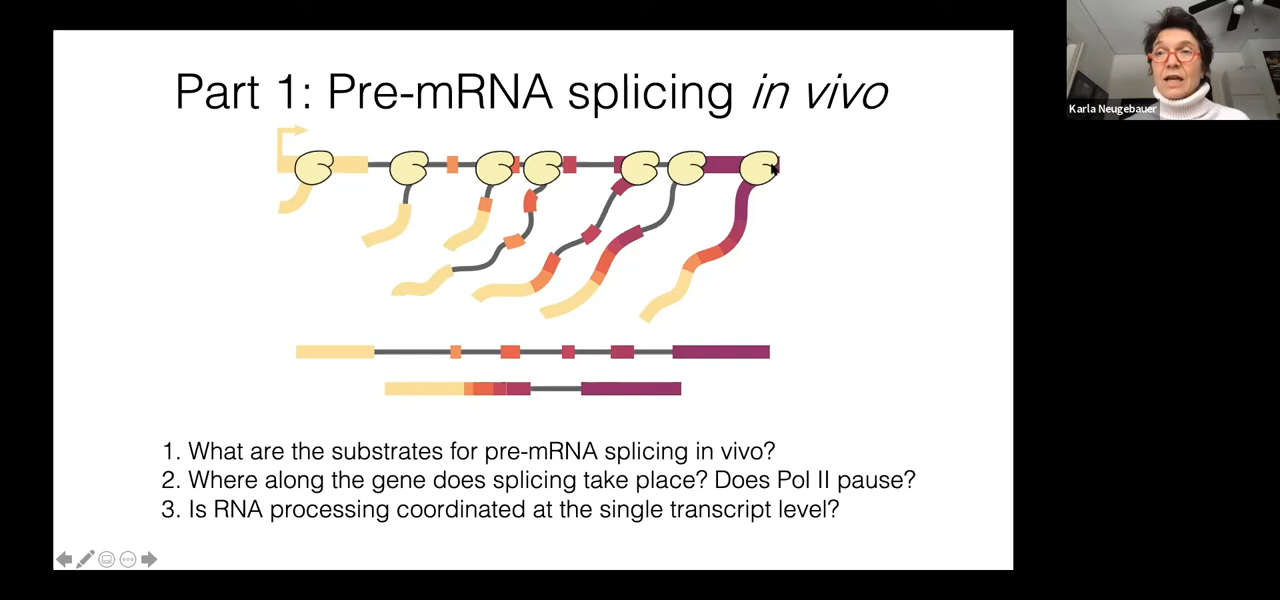 Part 1: Pre-mRNA splicing in vivo
Karla Neugebauer
1. What are the substrates for pre-mRNA splicing in vivo?
2. Where along the gene does splicing take place? Does Pol II pause?
3. Is RNA processing coordinated at the single transcript level?